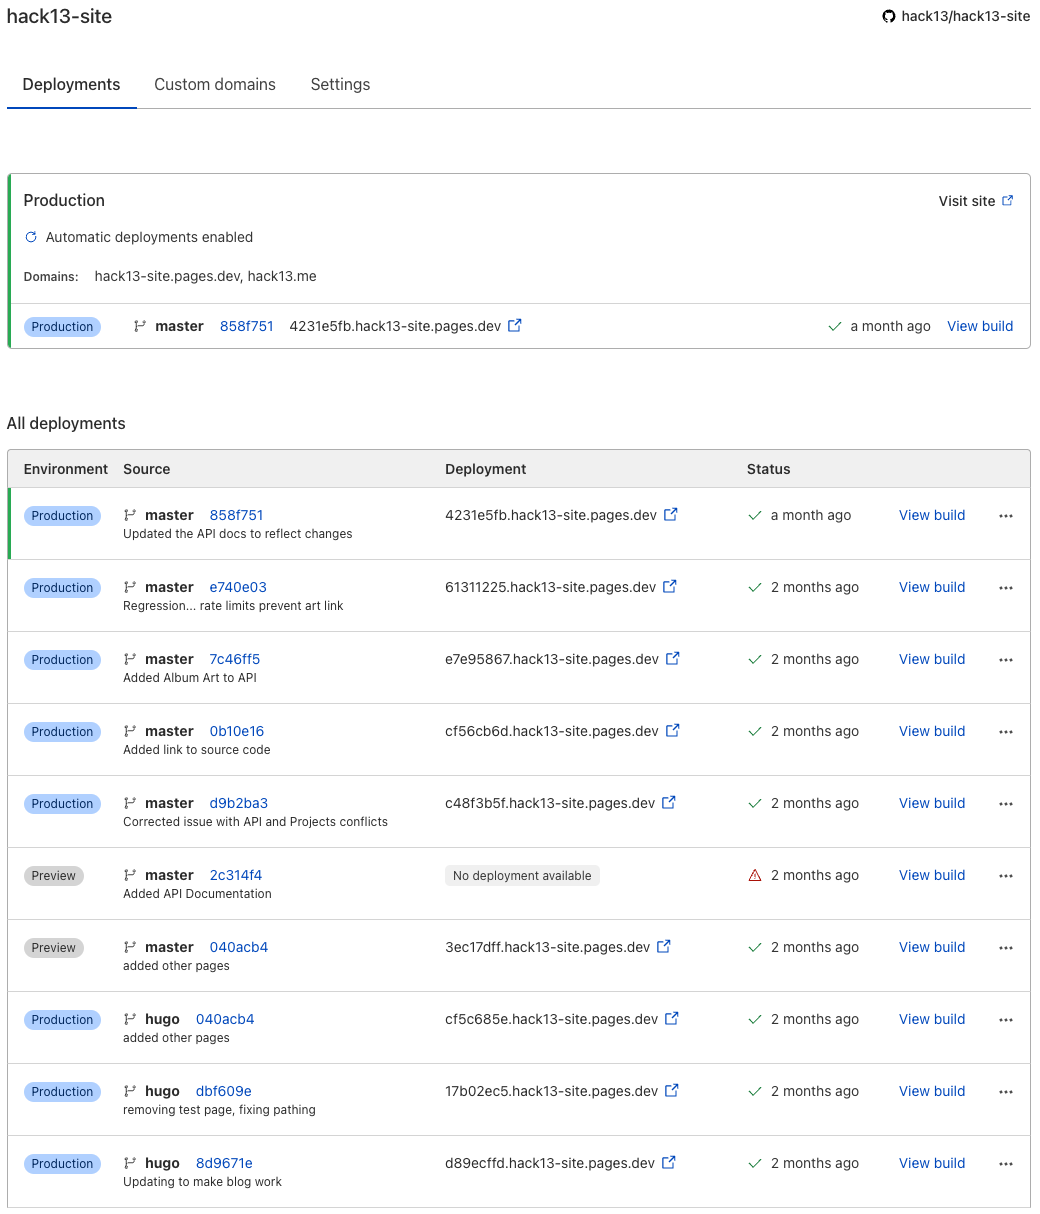 hack13-site
hack13/hack13-site
Deployments Custom domains Settings
Production
Visit site
Automatic deployments enabled
Domains: hack13-site.pages.dev, hack13.me
Production master 858f751 4231e5fb.hack13-site.pages.dev a month ago View build
All deployments
Environment Source Deployment Status
Production master 858f751 4231e5fb.hack13-site.pages.dev a month ago View build
Updated the API docs to reflect changes
Production master e740e03 61311225.hack13-site.pages.dev 2 months ago View build
Regression... rate limits prevent art link
Production master 7c46ff5 e7e95867.hack13-site.pages.dev 2 months ago View build
Added Album Art to API
Production master 0b10e16 cf56cb6d.hack13-site.pages.dev 2 months ago View build
Added link to source code
Production master d9b2ba3 c48f3b5f.hack13-site.pages.dev 2 months ago View build
Corrected issue with API and Projects conflicts
Preview master 2c314f4 No deployment available 2 months ago View build
Added API Documentation
Preview master 040acb4 3ec17dff.hack13-site.pages.dev 2 months ago View build
added other pages
Production hugo 040acb4 cf5c685e.hack13-site.pages.dev 2 months ago View build
added other pages
Production hugo dbf609e 17b02ec5.hack13-site.pages.dev 2 months ago View build
removing test page, fixing pathing
Production hugo 8d9671e d89ecffd.hack13-site.pages.dev 2 months ago View build
Updating to make blog work